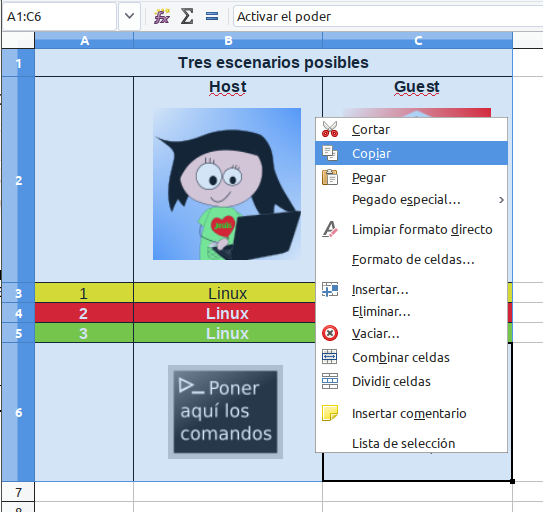 A1:C6
Activar el poder
A B C
1 Tres escenarios posibles
Host Guest
2
Jesús
3 1 Linux
4 2 Linux
5 3 Linux
6
>_ Poner
aquí los
comandos
7
8
Cortar
Copiar
Pegar
Pegado especial...
Limpiar formato directo
Formato de celdas...
Insertar...
Eliminar...
Vaciar...
Combinar celdas
Dividir celdas
Insertar comentario
Lista de selección